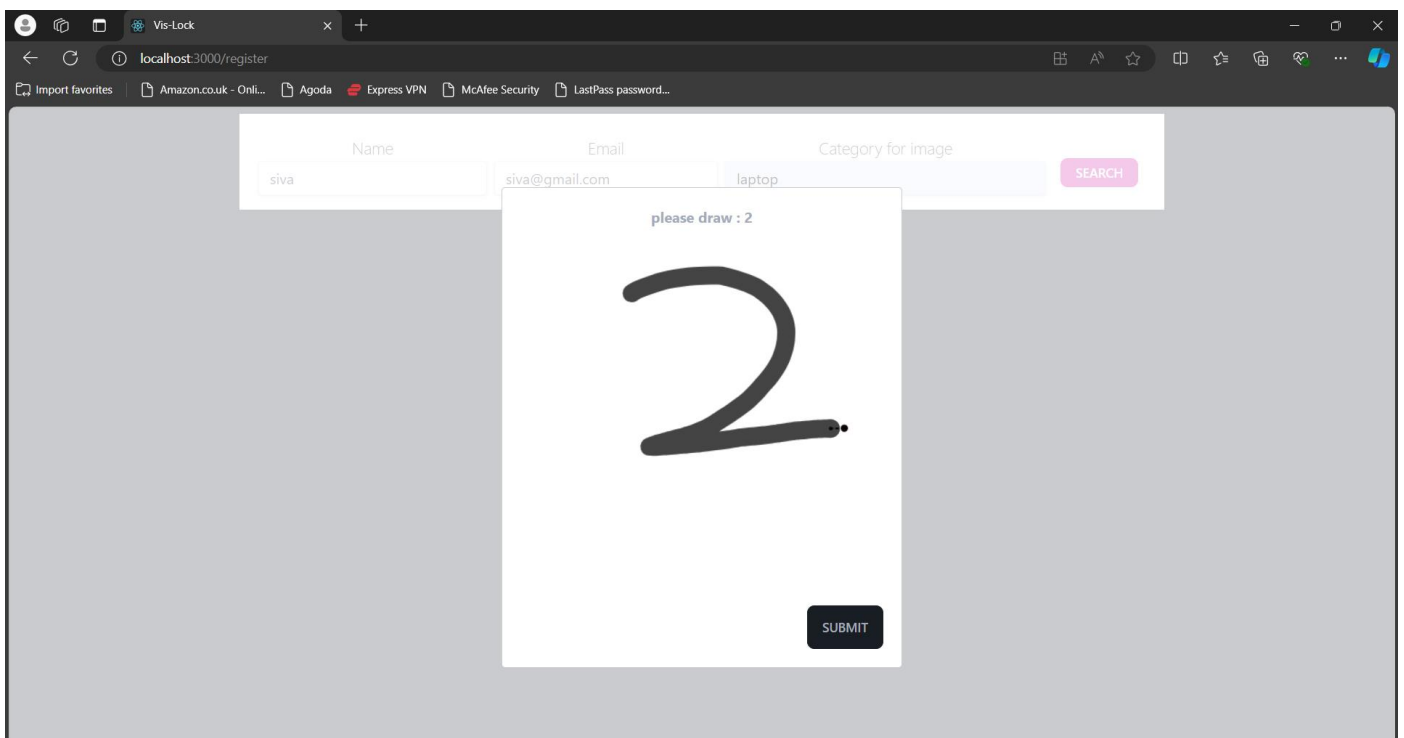 Vis-Lock
localhost:3000/register
Import favorites
Amazon.co.uk - Onli...
Agoda
Express VPN
McAfee Security
LastPass password...
Name
Email
Category for image
siva
siva@gmail.com
laptop
SEARCH
please draw : 2
2
SUBMIT